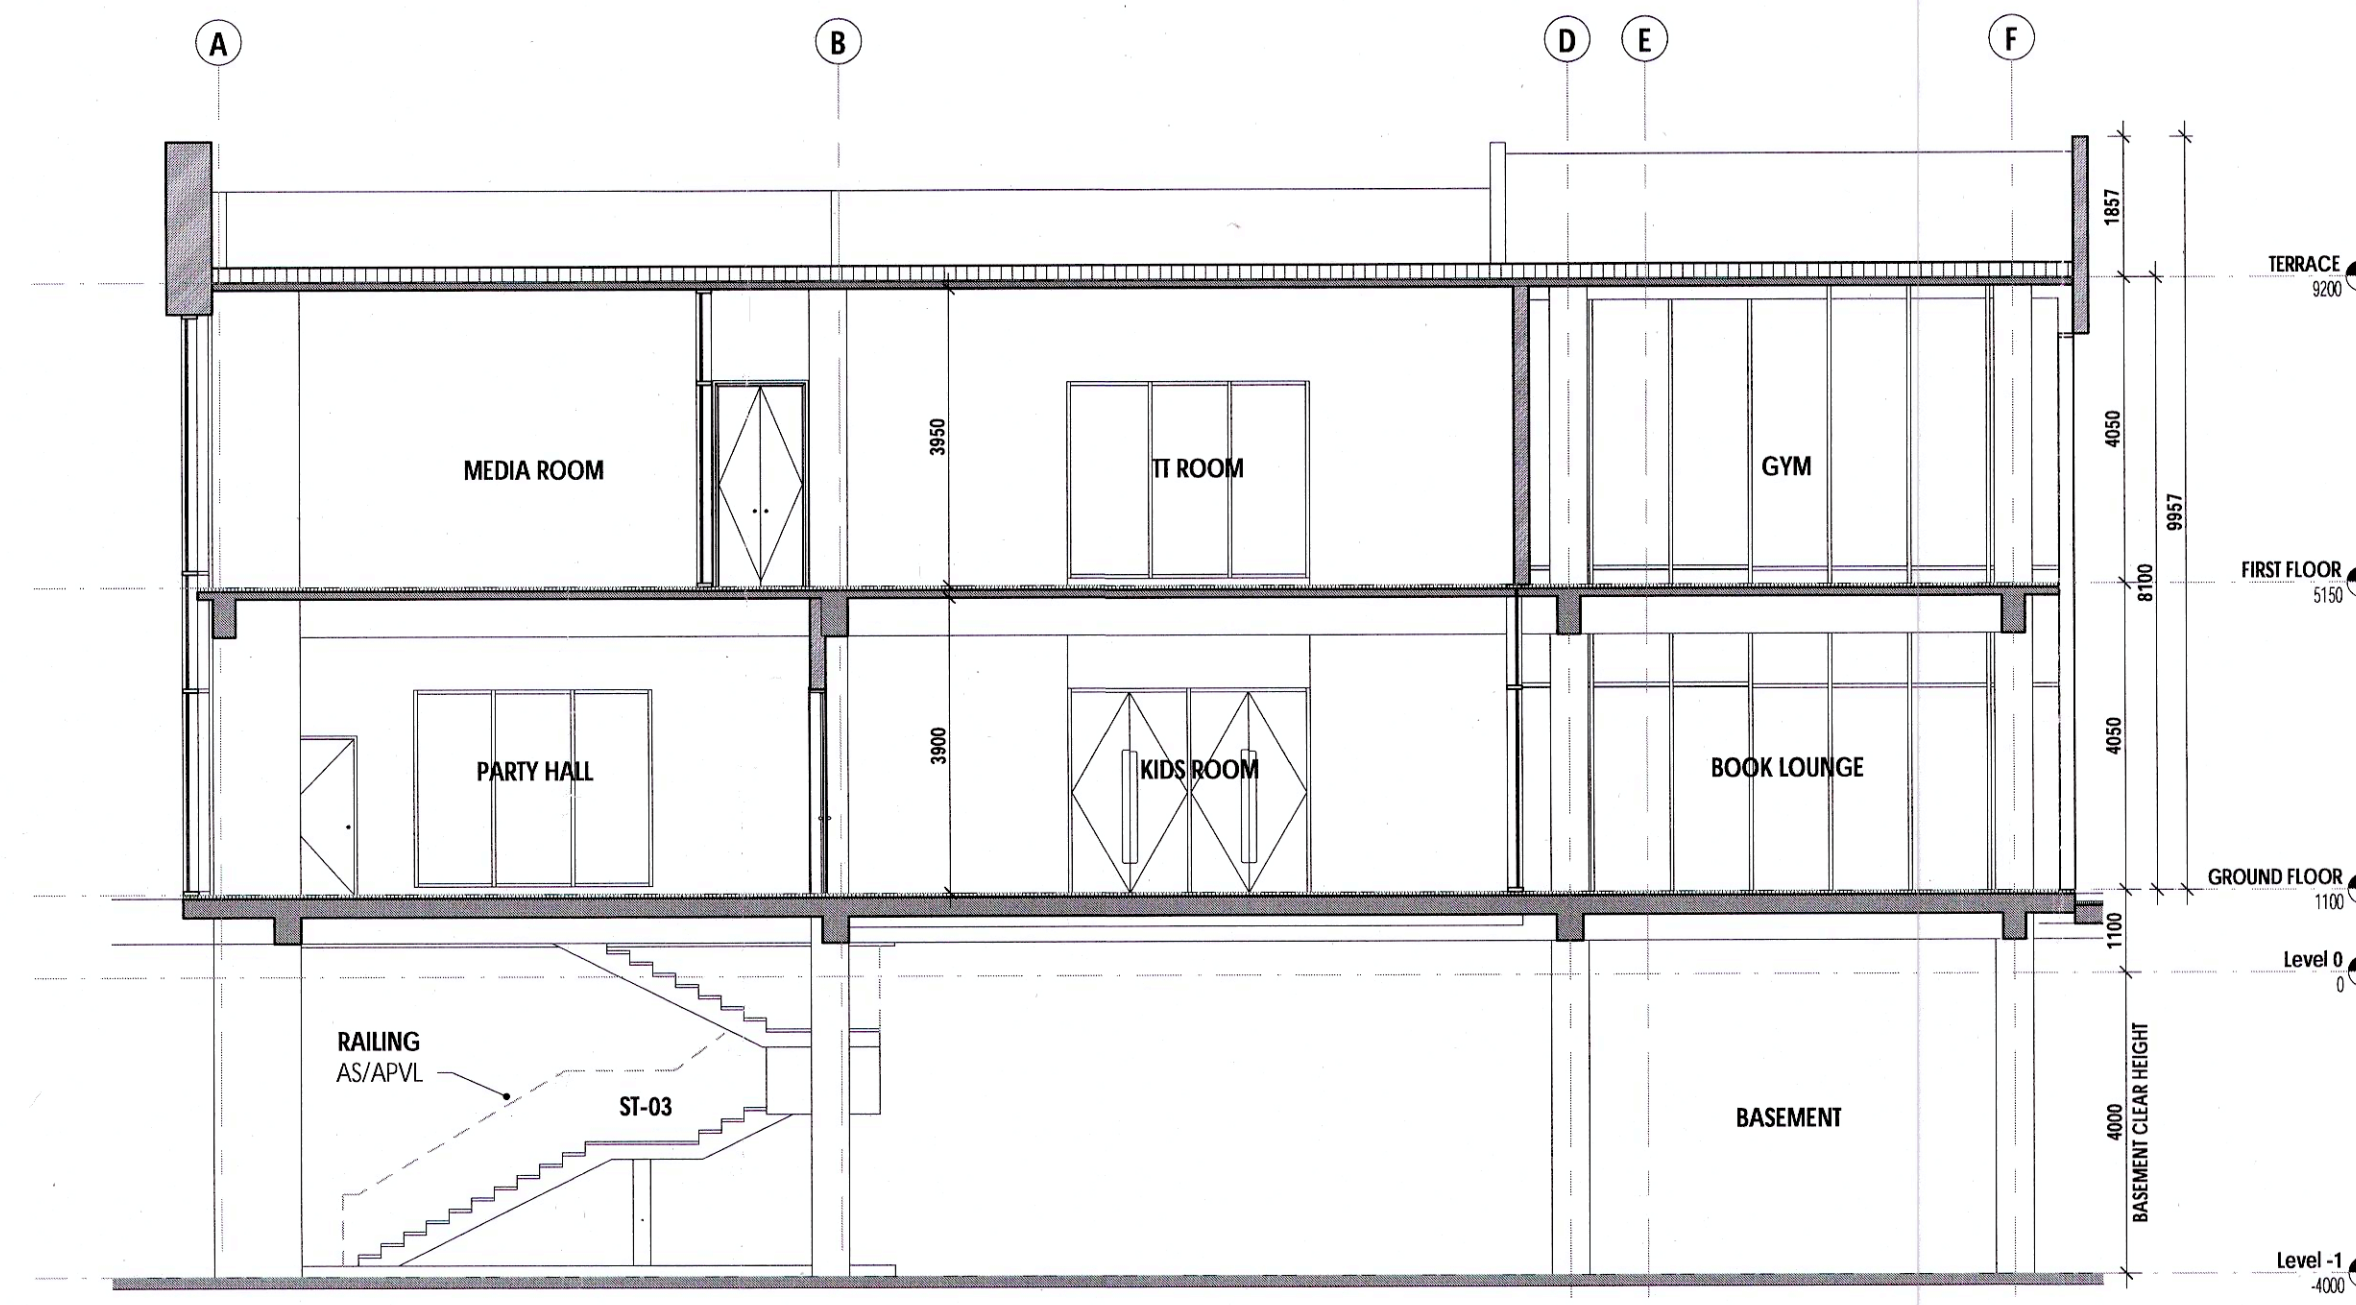 A
B
D
E
F
1857
TERRACE
9200
3950
4050
MEDIA ROOM
TT ROOM
GYM
9957
FIRST FLOOR
5150
8100
3900
4050
PARTY HALL
KIDS ROOM
BOOK LOUNGE
GROUND FLOOR
1100
1100
Level 0
0
RAILING
AS/APVL
ST-03
BASEMENT
4000
BASEMENT CLEAR HEIGHT
Level -1
-4000